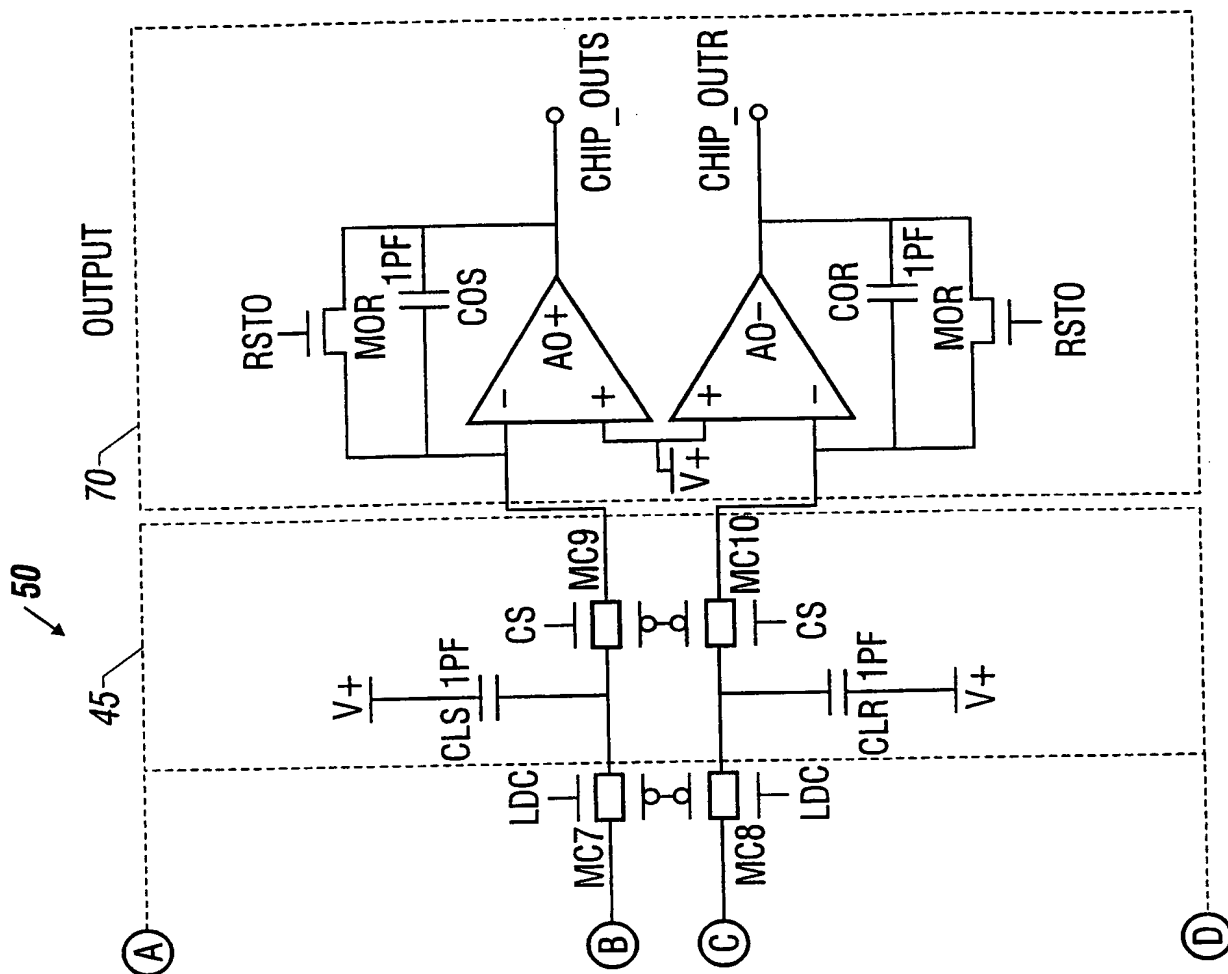 50
45
70
OUTPUT
RSTO
MOR
1PF
COS
AO+
-
+
CHIP_OUTS
V+
+
-
AO-
CHIP_OUTR
COR
1PF
MOR
RSTO
V+
CLS 1PF
LDC
MC7
CS
MC9
MC8
LDC
MC10
CS
CLR 1PF
V+
A
B
C
D